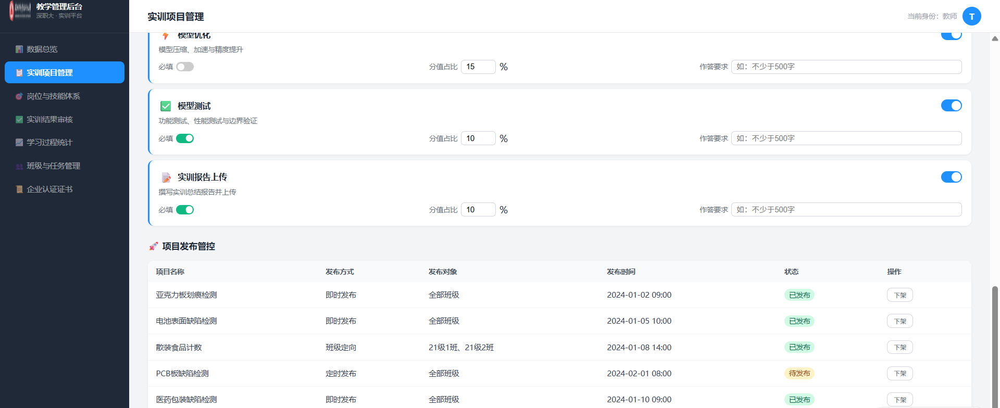 教学管理后台
深职大 · 实训平台
数据总览
实训项目管理
岗位与技能体系
实训结果审核
学习过程统计
班级与任务管理
企业认证证书
实训项目管理
当前身份：教师
T
模型优化
模型压缩、加速与精度提升
必填
分值占比 15 %
作答要求 如：不少于500字
模型测试
功能测试、性能测试与边界验证
必填
分值占比 10 %
作答要求 如：不少于500字
实训报告上传
撰写实训总结报告并上传
必填
分值占比 10 %
作答要求 如：不少于500字
项目发布管控
项目名称 发布方式 发布对象 发布时间 状态 操作
亚克力板划痕检测 即时发布 全部班级 2024-01-02 09:00 已发布 下架
电池表面缺陷检测 即时发布 全部班级 2024-01-05 10:00 已发布 下架
散装食品计数 班级定向 21级1班、21级2班 2024-01-08 14:00 已发布 下架
PCB板缺陷检测 定时发布 全部班级 2024-02-01 08:00 待发布 下架
医药包装缺陷检测 即时发布 全部班级 2024-01-10 09:00 已发布 下架